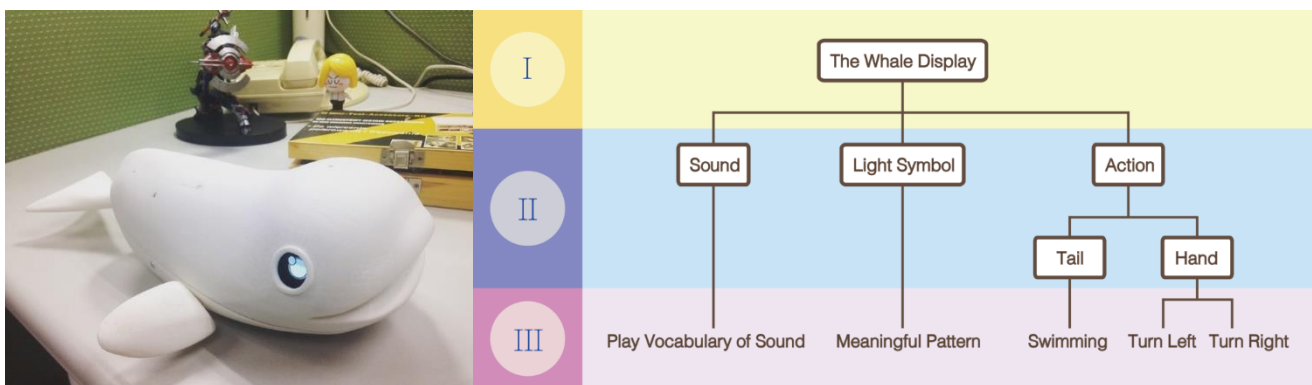 I
The Whale Display
II
Sound
Light Symbol
Action
Tail
Hand
III
Play Vocabulary of Sound
Meaningful Pattern
Swimming
Turn Left
Turn Right